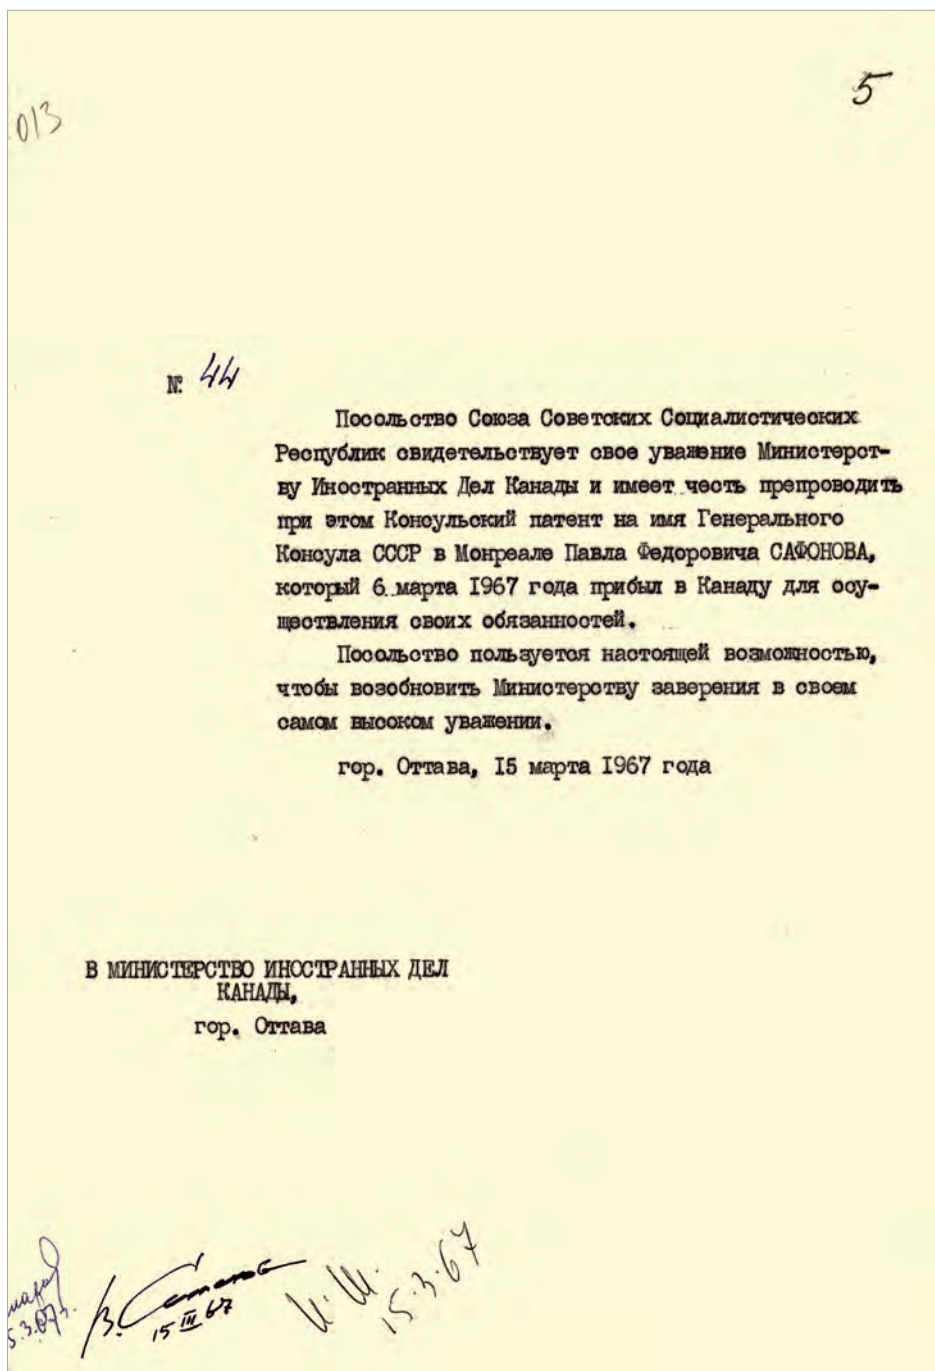 5
013
№ 44
Посольство Союза Советских Социалистических
Республик свидетельствует свое уважение Министерст-
ву Иностранных Дел Канады и имеет честь препроводить
при этом Консульский патент на имя Генерального
Консула СССР в Монреале Павла Федоровича САФОНОВА,
который 6 марта 1967 года прибыл в Канаду для осу-
ществления своих обязанностей.
Посольство пользуется настоящей возможностью,
чтобы возобновить Министерству заверения в своем
самом высоком уважении.
гор. Оттава, 15 марта 1967 года
В МИНИСТЕРСТВО ИНОСТРАННЫХ ДЕЛ
КАНАДЫ,
гор. Оттава
15 III 67
15.3.67